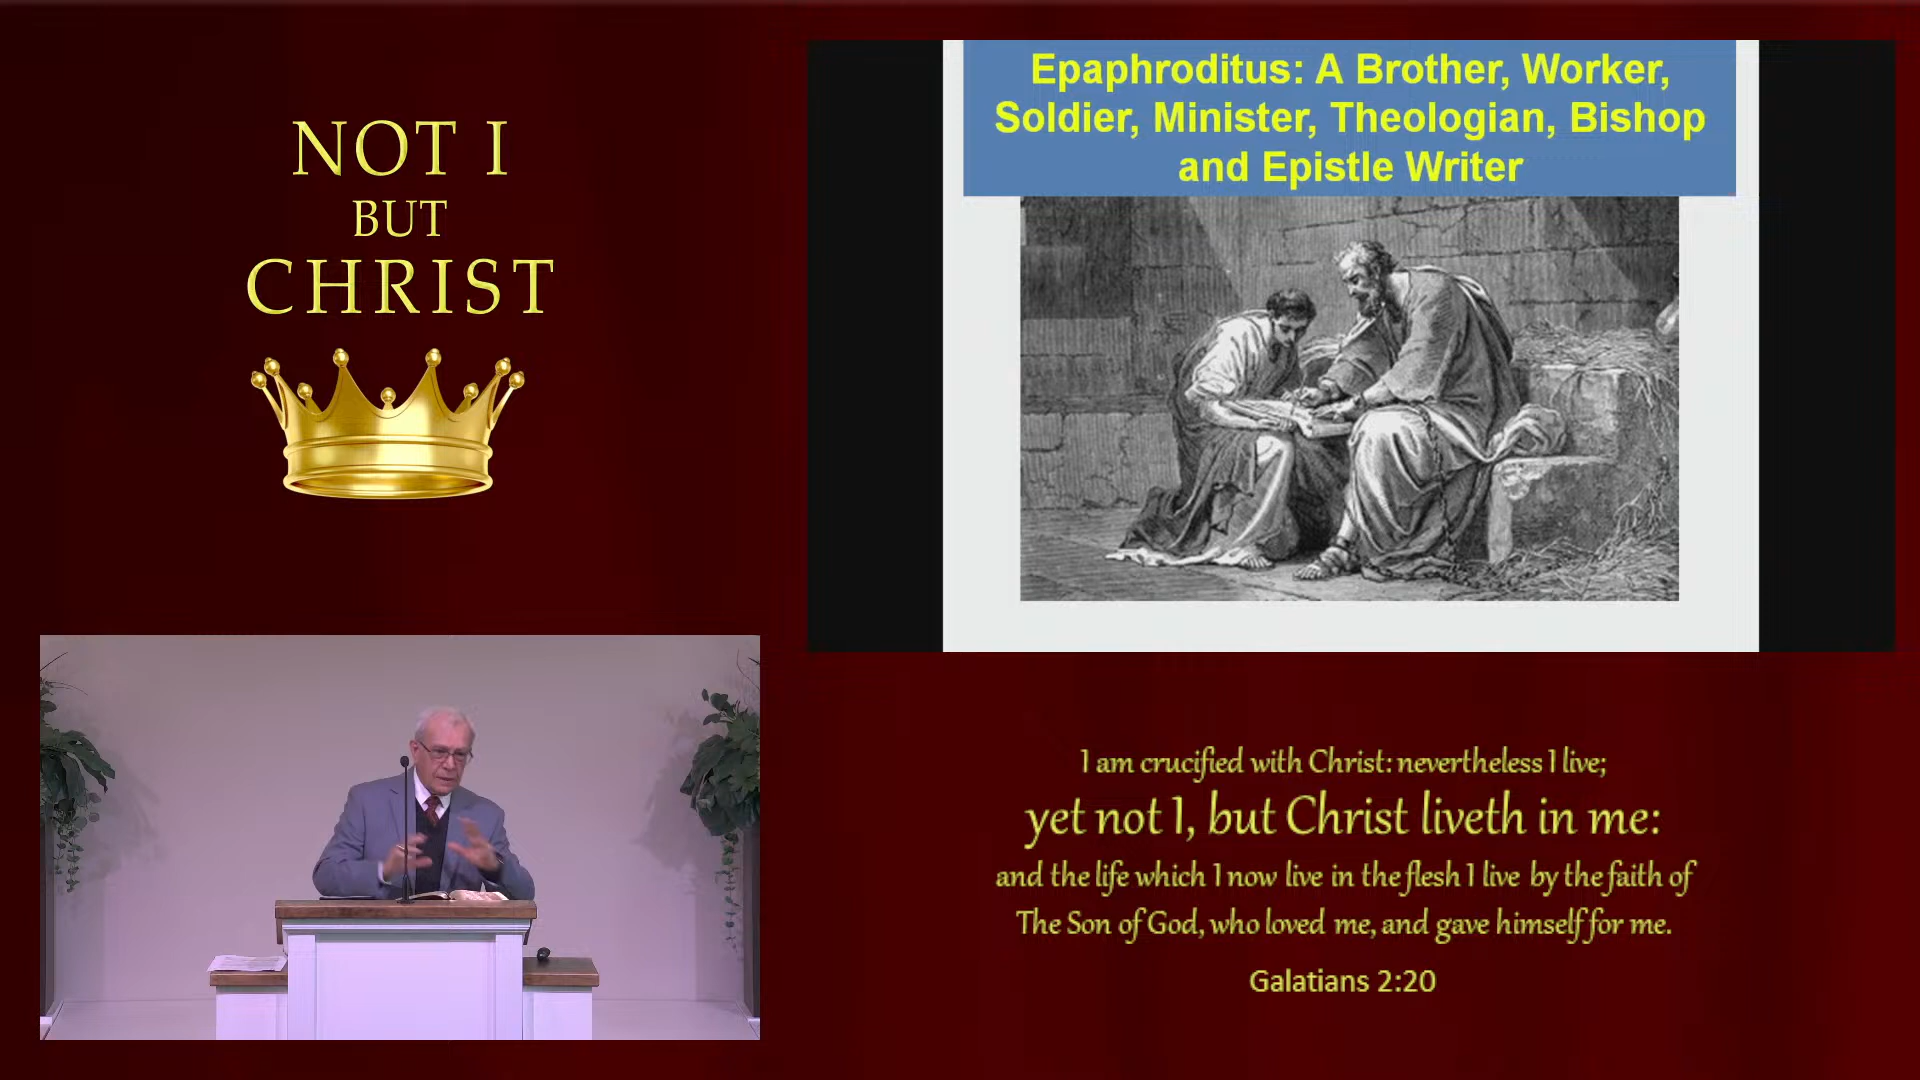 NOT I
BUT
CHRIST
Epaphroditus: A Brother, Worker,
Soldier, Minister, Theologian, Bishop
and Epistle Writer
I am crucified with Christ: nevertheless I live;
yet not I, but Christ liveth in me:
and the life which I now live in the flesh I live by the faith of
The Son of God, who loved me, and gave himself for me.
Galatians 2:20